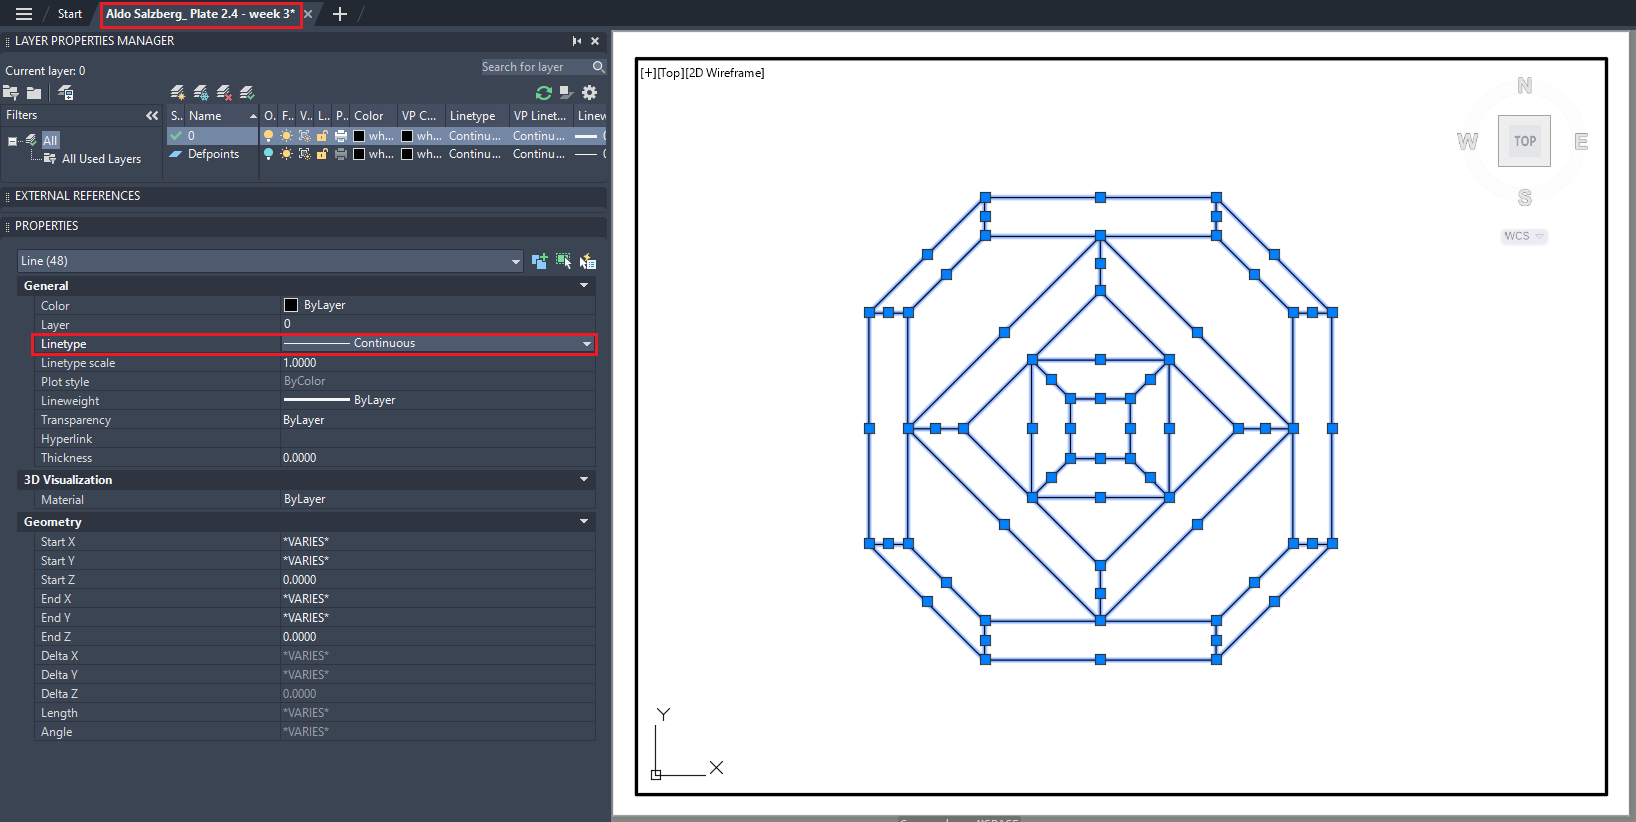 Start
Aldo Salzberg_ Plate 2.4 - week 3*
LAYER PROPERTIES MANAGER
Current layer: 0
Search for layer
Filters
S.. Name O. F.. V.. L.. P.. Color VP C... Linetype VP Linet... Linew
All
All Used Layers
0 wh... wh... Continu... Continu...
Defpoints wh... wh... Continu... Continu...
EXTERNAL REFERENCES
PROPERTIES
Line (48)
General
Color ByLayer
Layer 0
Linetype Continuous
Linetype scale 1.0000
Plot style ByColor
Lineweight ByLayer
Transparency ByLayer
Hyperlink
Thickness 0.0000
3D Visualization
Material ByLayer
Geometry
Start X *VARIES*
Start Y *VARIES*
Start Z 0.0000
End X *VARIES*
End Y *VARIES*
End Z 0.0000
Delta X *VARIES*
Delta Y *VARIES*
Delta Z 0.0000
Length *VARIES*
Angle *VARIES*
[+][Top][2D Wireframe]
N
W TOP E
S
WCS
Y
X